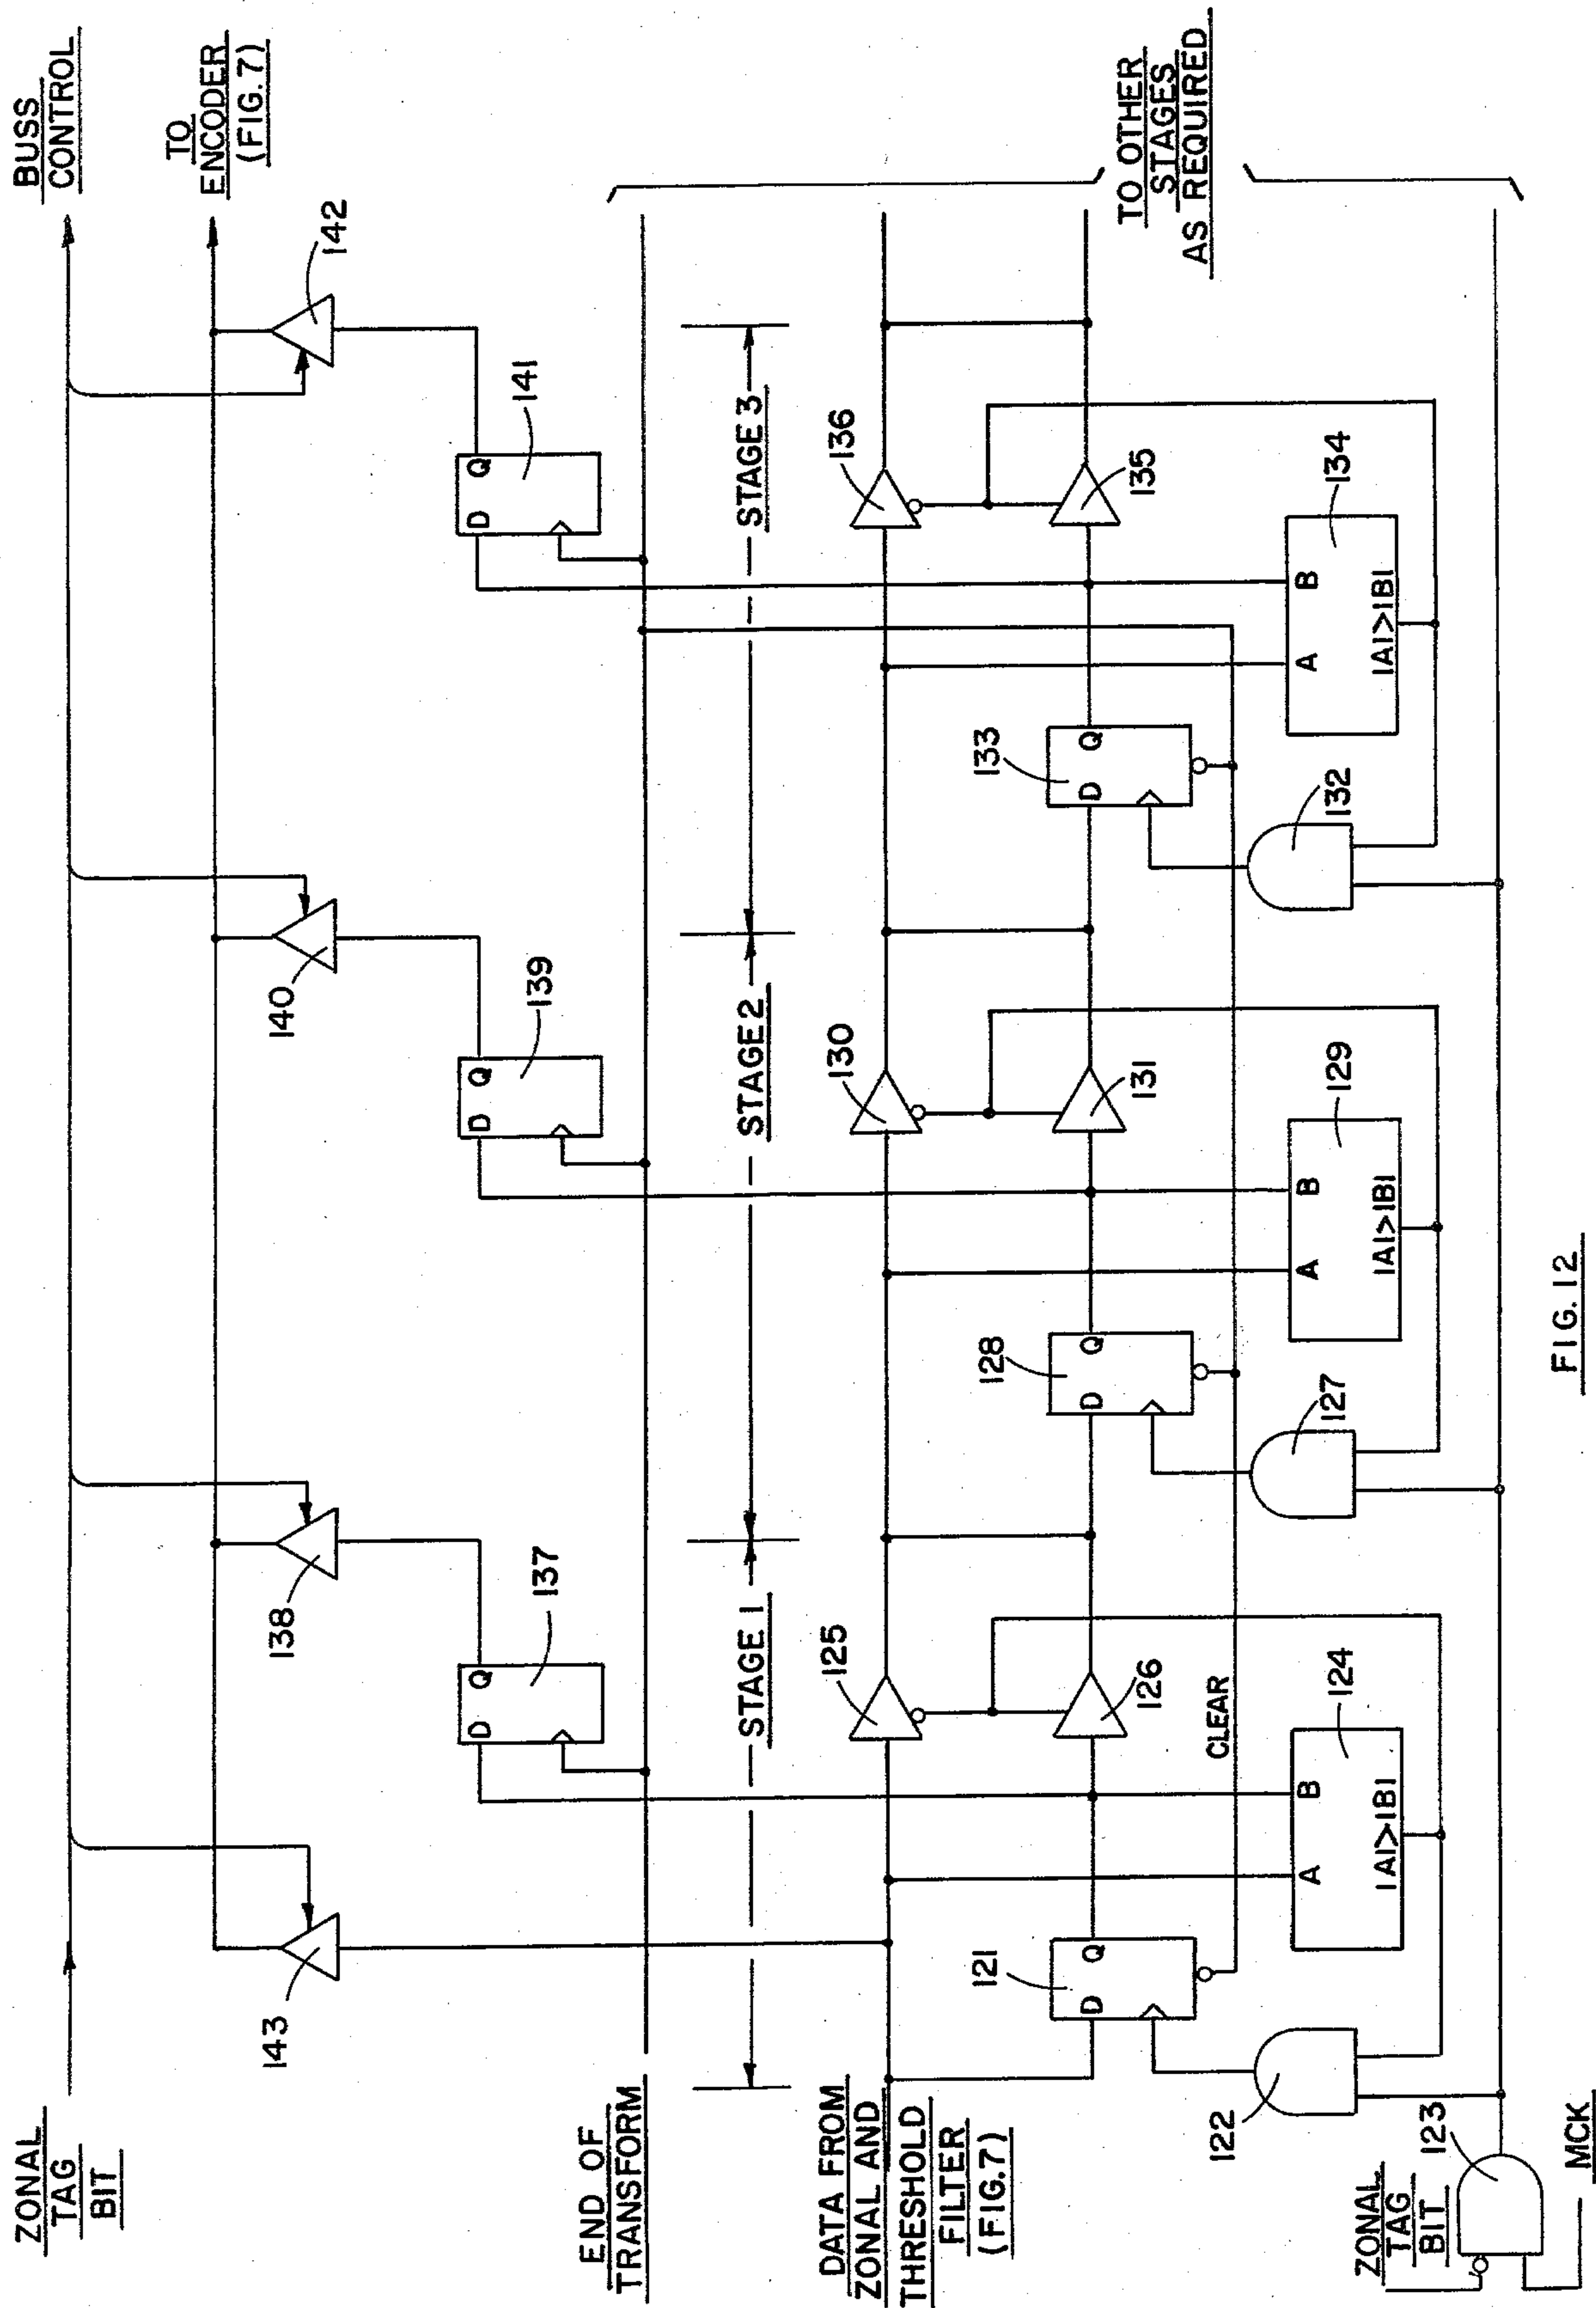 ZONAL
TAG
BIT
BUSS
CONTROL
TO
ENCODER
(FIG. 7)
143
138
140
142
137
D Q
139
D Q
141
D Q
END OF
TRANSFORM
STAGE 1
STAGE 2
STAGE 3
DATA FROM
ZONAL AND
THRESHOLD
FILTER
(FIG.7)
125
130
136
121
D Q
126
128
D Q
131
133
D Q
135
TO OTHER
STAGES
AS REQUIRED
CLEAR
122
124
A B
|A|>|B|
127
129
A B
|A|>|B|
132
134
A B
|A|>|B|
ZONAL
TAG
BIT
123
MCK
FIG. 12